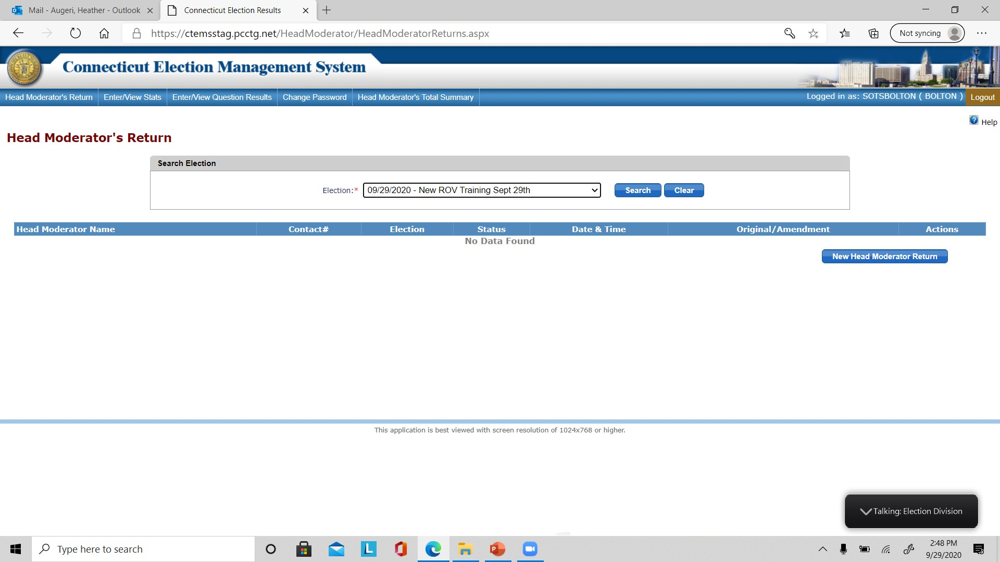 Mail - Augeri, Heather - Outlook
Connecticut Election Results
https://ctemsstag.pcctg.net/HeadModerator/HeadModeratorReturns.aspx
Not syncing
Connecticut Election Management System
Head Moderator's Return Enter/View Stats Enter/View Question Results Change Password Head Moderator's Total Summary Logged in as: SOTSBOLTON ( BOLTON ) Logout
Help
Head Moderator's Return
Search Election
Election:* 09/29/2020 - New ROV Training Sept 29th Search Clear
Head Moderator Name Contact# Election Status Date & Time Original/Amendment Actions
No Data Found
New Head Moderator Return
This application is best viewed with screen resolution of 1024x768 or higher.
Talking: Election Division
Type here to search
2:48 PM
9/29/2020